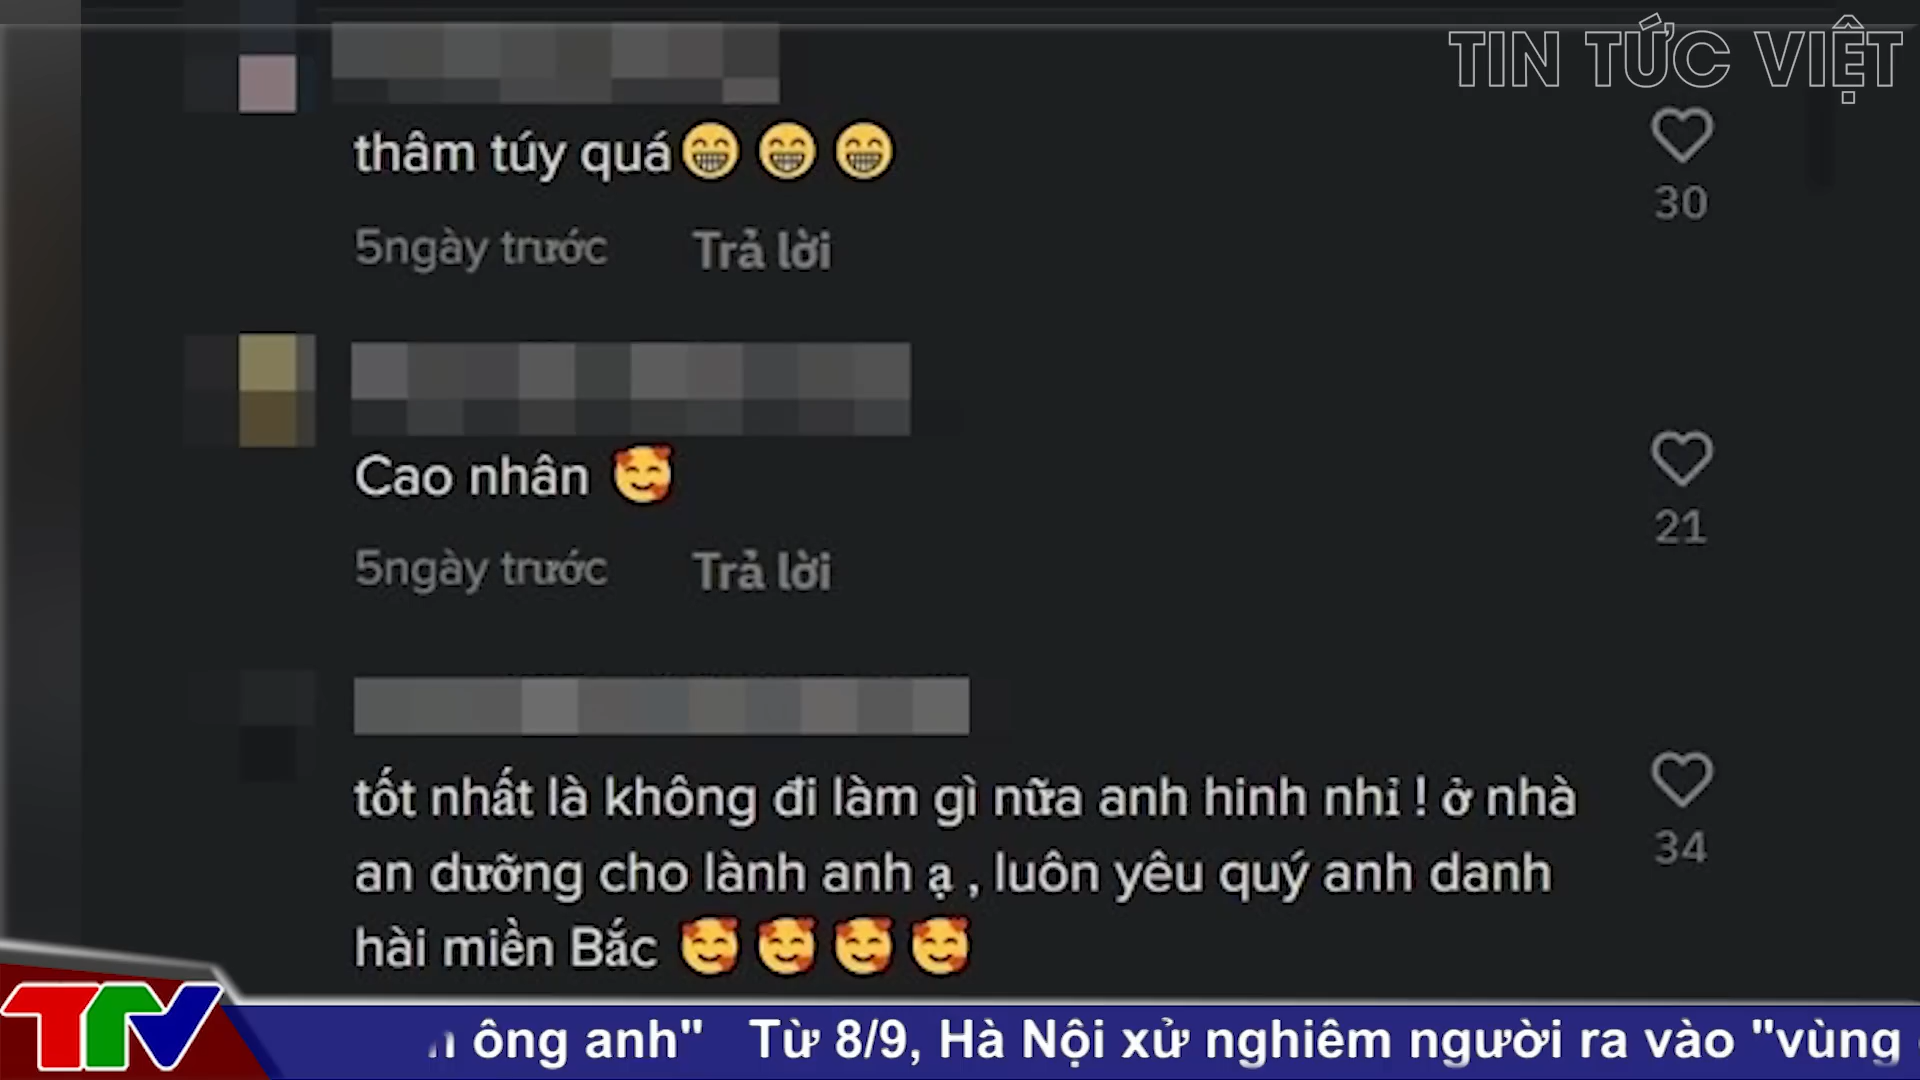 TIN TỨC VIỆT
thâm túy quá😁😁😁
30
5ngày trước Trả lời
Cao nhân 🥰
21
5ngày trước Trả lời
tốt nhất là không đi làm gì nữa anh hinh nhỉ ! ở nhà
an dưỡng cho lành anh ạ , luôn yêu quý anh danh
hài miền Bắc 🥰🥰🥰🥰
34
TTV
ông anh" Từ 8/9, Hà Nội xử nghiêm người ra vào "vùng